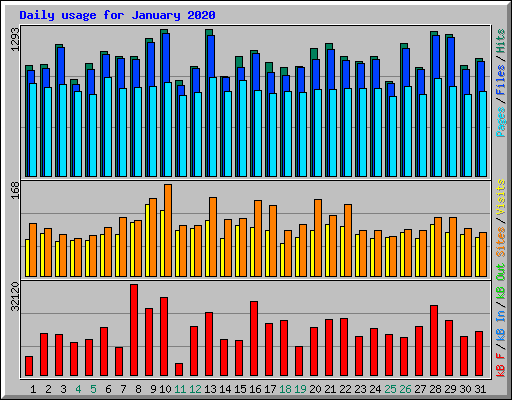 Daily usage for January 2020
1293
Pages / Files / Hits
168
Sites / Visits
32120
kB F / kB In / kB Out
1 2 3 4 5 6 7 8 9 10 11 12 13 14 15 16 17 18 19 20 21 22 23 24 25 26 27 28 29 30 31